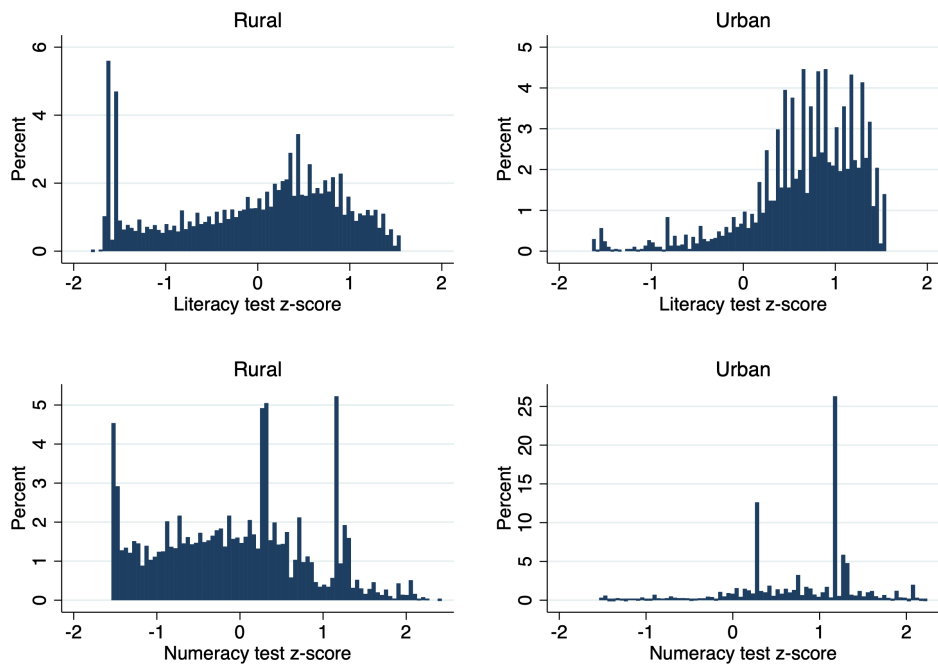 Rural
Urban
Percent
0 2 4 6
-2 -1 0 1 2
Literacy test z-score
Percent
0 1 2 3 4 5
-2 -1 0 1 2
Literacy test z-score
Rural
Urban
Percent
0 1 2 3 4 5
-2 -1 0 1 2
Numeracy test z-score
Percent
0 5 10 15 20 25
-2 -1 0 1 2
Numeracy test z-score